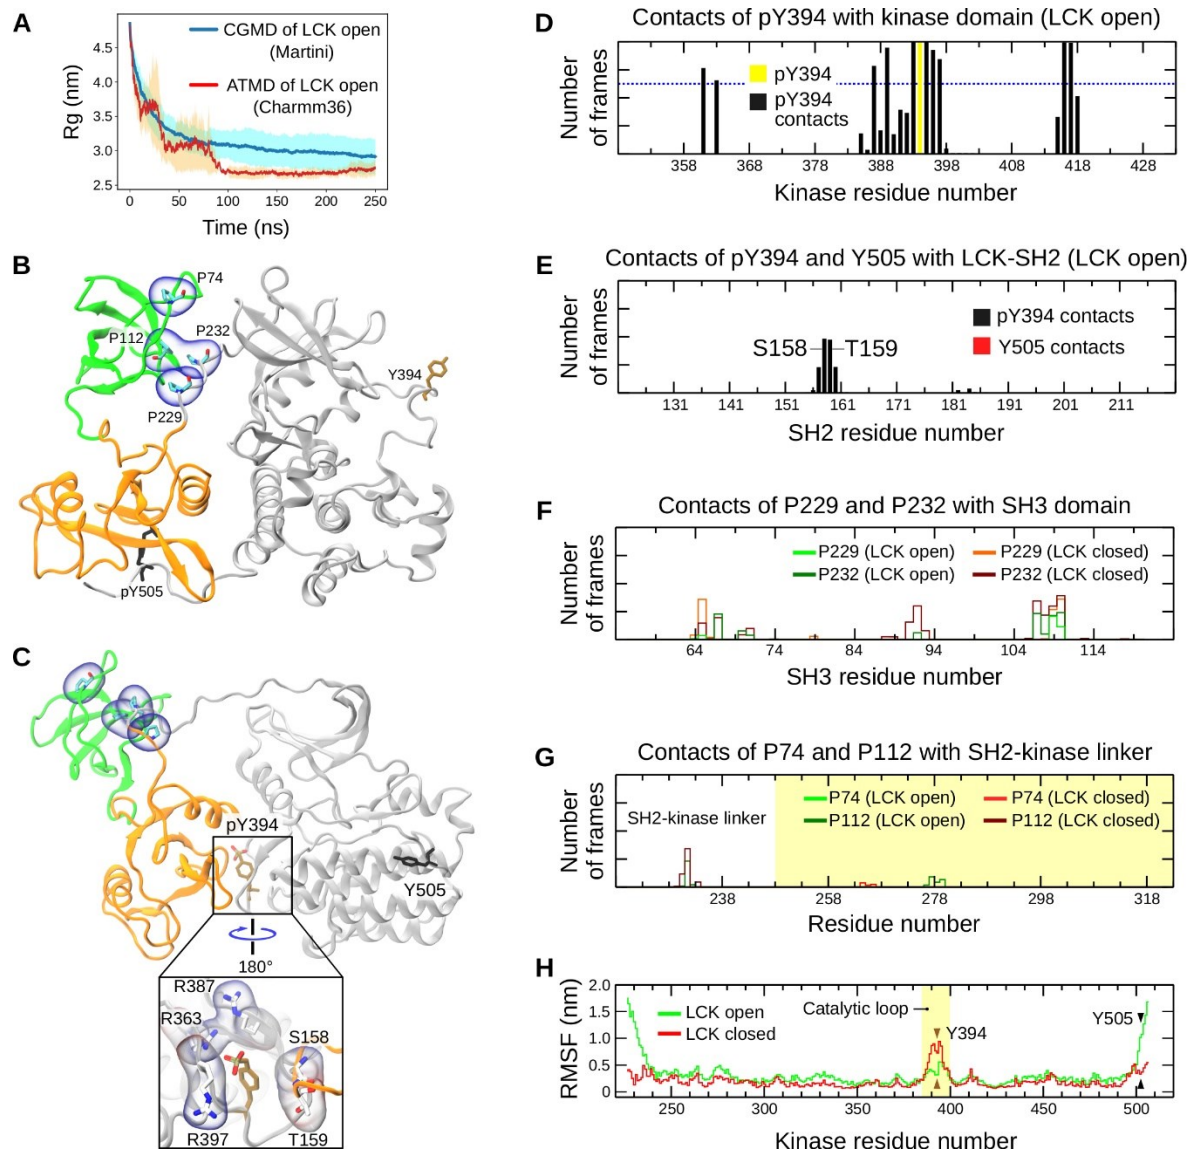 A
4.5
4.0
3.5
3.0
2.5
Rg (nm)
CGMD of LCK open
(Martini)
ATMD of LCK open
(Charmm36)
0 50 100 150 200 250
Time (ns)
B
P74
P112
P232
P229
Y394
pY505
C
pY394
Y505
180°
R387
R363
S158
R397
T159
D
Contacts of pY394 with kinase domain (LCK open)
Number
of frames
pY394
pY394
contacts
358 368 378 388 398 408 418 428
Kinase residue number
E
Contacts of pY394 and Y505 with LCK-SH2 (LCK open)
Number
of frames
pY394 contacts
Y505 contacts
S158
T159
131 141 151 161 171 181 191 201 211
SH2 residue number
F
Contacts of P229 and P232 with SH3 domain
Number
of frames
P229 (LCK open) P229 (LCK closed)
P232 (LCK open) P232 (LCK closed)
64 74 84 94 104 114
SH3 residue number
G
Contacts of P74 and P112 with SH2-kinase linker
Number
of frames
SH2-kinase linker
P74 (LCK open) P74 (LCK closed)
P112 (LCK open) P112 (LCK closed)
238 258 278 298 318
Residue number
H
RMSF (nm)
2.0
1.5
1.0
0.5
0
LCK open
LCK closed
Catalytic loop
Y394
Y505
250 300 350 400 450 500
Kinase residue number